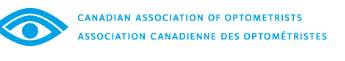 CANADIAN ASSOCIATION OF OPTOMETRISTS
ASSOCIATION CANADIENNE DES OPTOMÉTRISTES